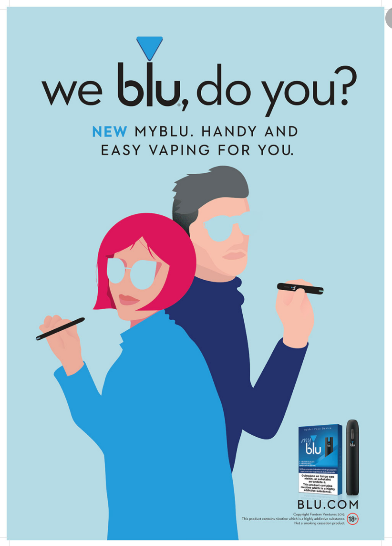 we blu, do you?
NEW MYBLU. HANDY AND
EASY VAPING FOR YOU.
my
blu
BLU.COM
This product contains nicotine which is a highly addictive substance.
18+